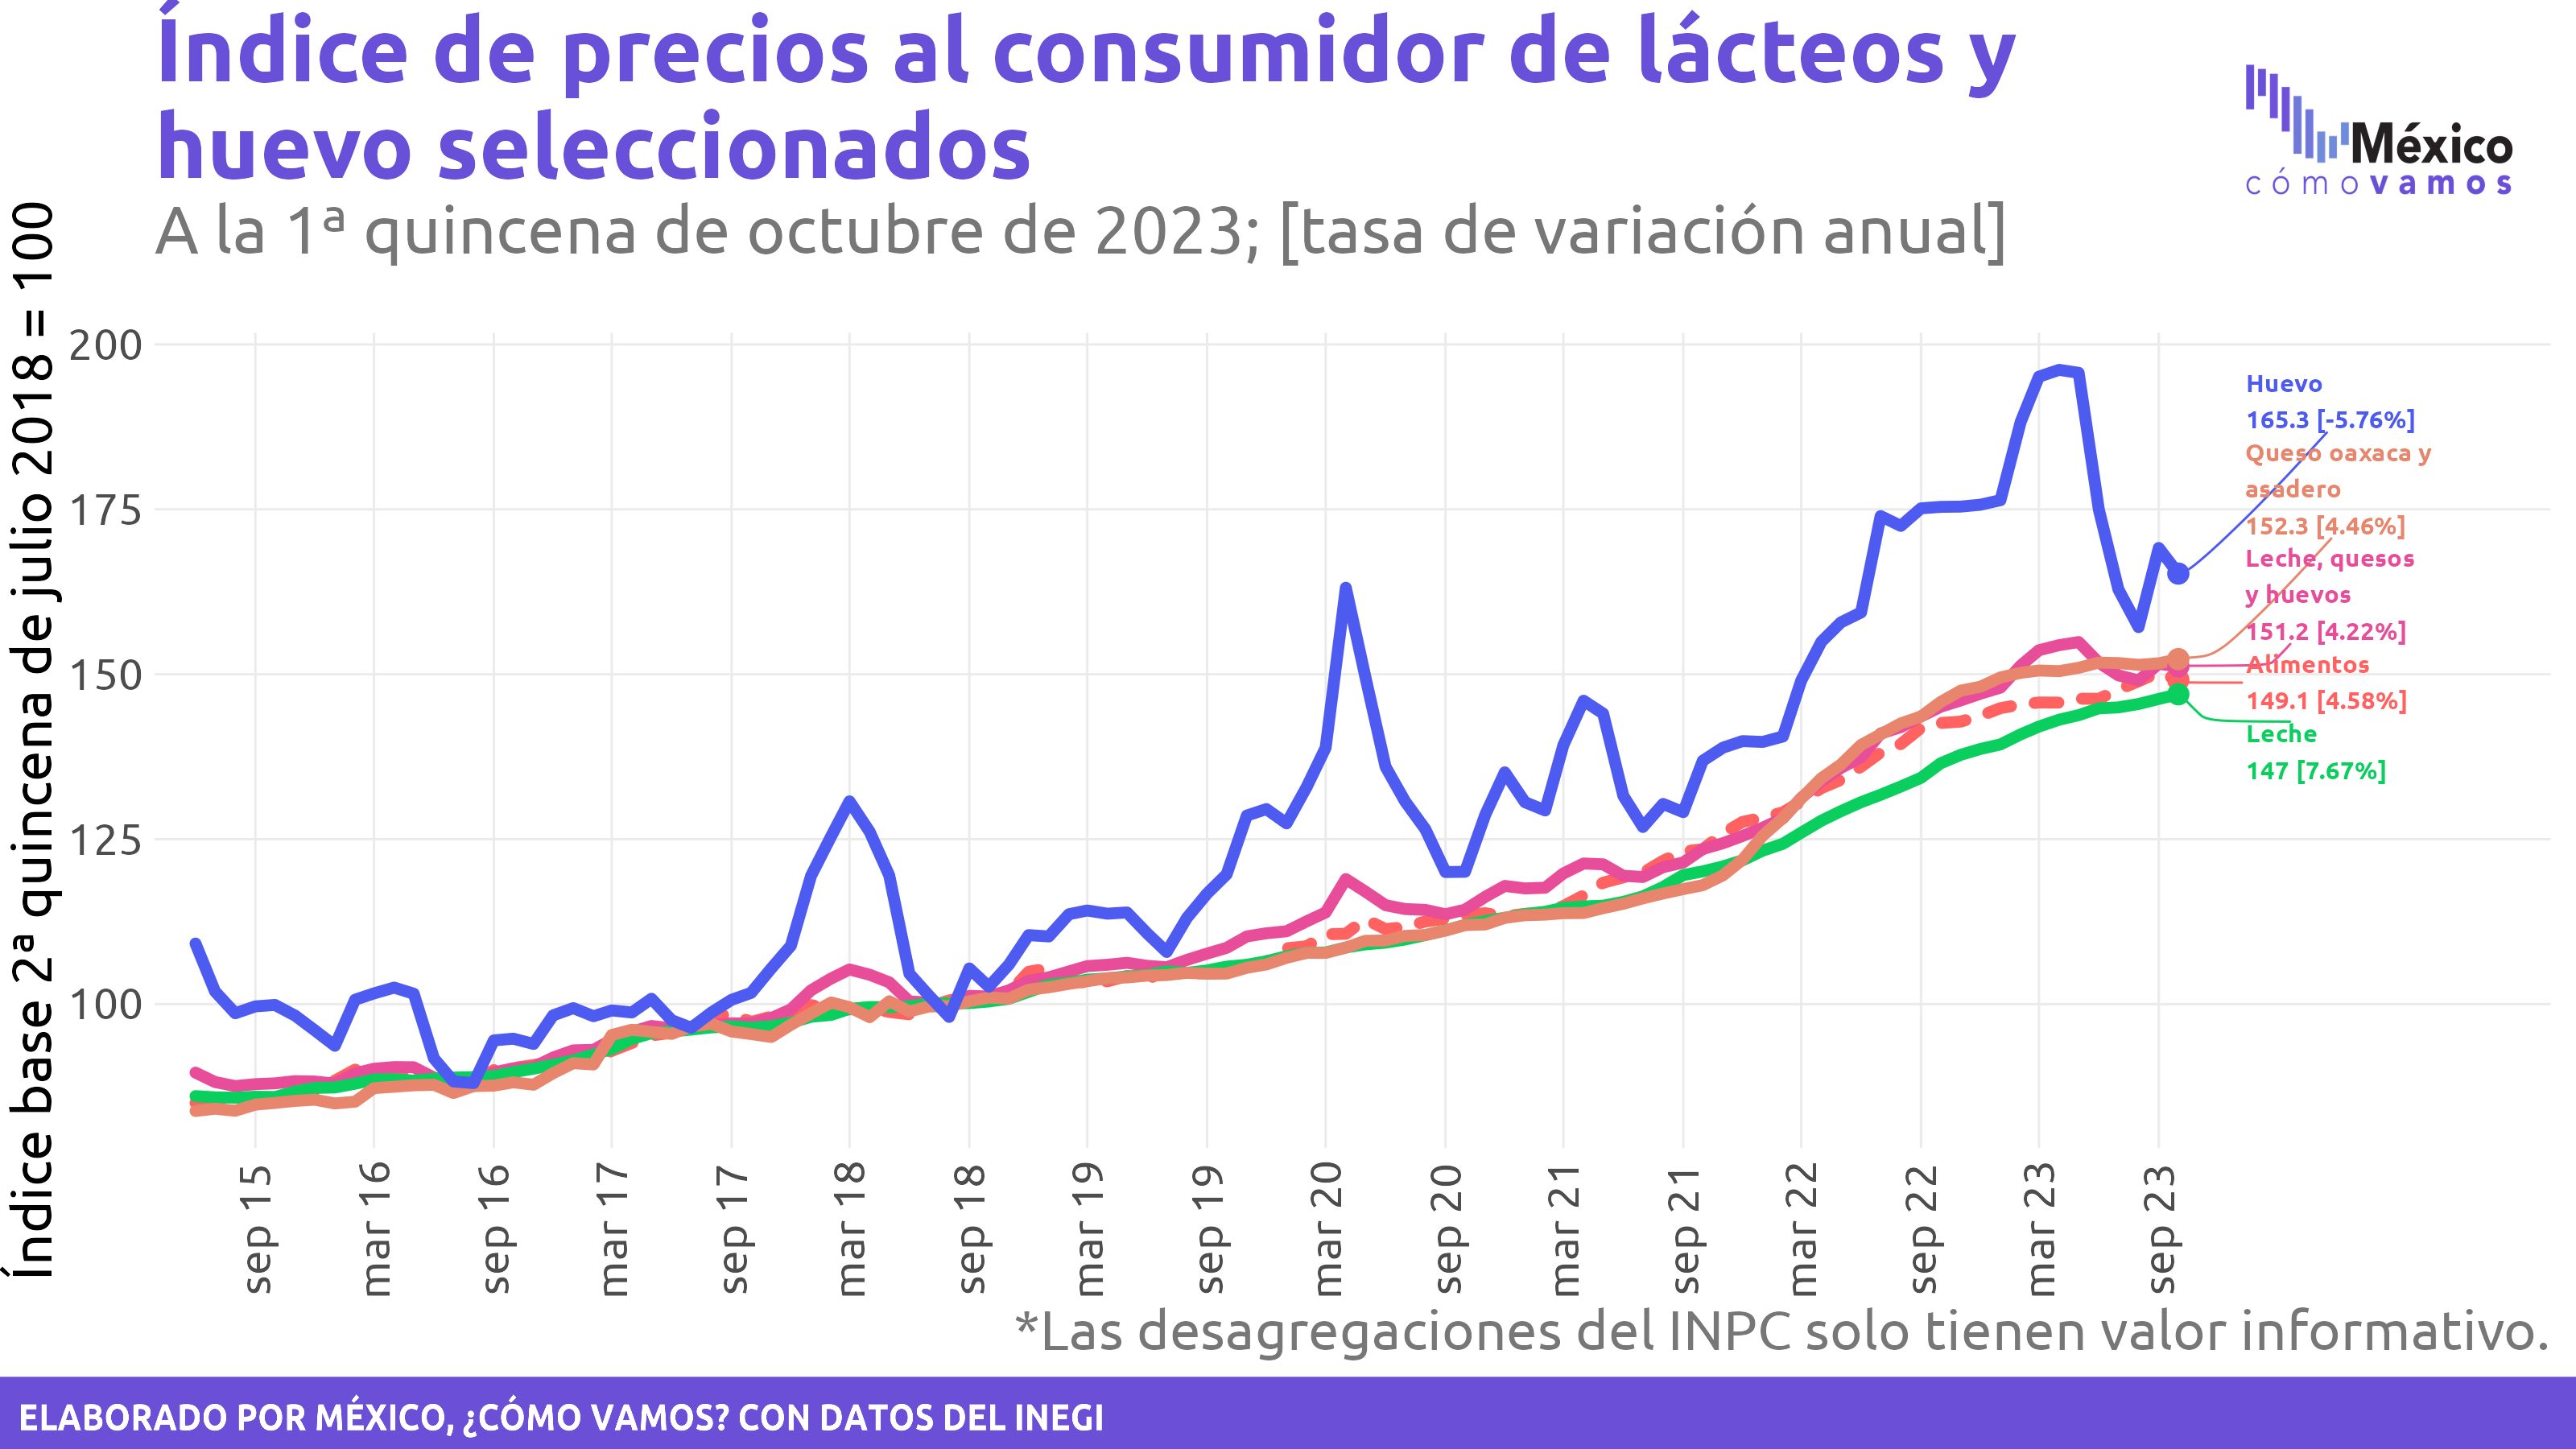 Índice de precios al consumidor de lácteos y
huevo seleccionados
A la 1ª quincena de octubre de 2023; [tasa de variación anual]
México
cómo vamos
Índice base 2ª quincena de julio 2018 = 100
200
175
150
125
100
Huevo
165.3 [-5.76%]
Queso oaxaca y
asadero
152.3 [4.46%]
Leche, quesos
y huevos
151.2 [4.22%]
Alimentos
149.1 [4.58%]
Leche
147 [7.67%]
sep 15
mar 16
sep 16
mar 17
sep 17
mar 18
sep 18
mar 19
sep 19
mar 20
sep 20
mar 21
sep 21
mar 22
sep 22
mar 23
sep 23
*Las desagregaciones del INPC solo tienen valor informativo.
ELABORADO POR MÉXICO, ¿CÓMO VAMOS? CON DATOS DEL INEGI